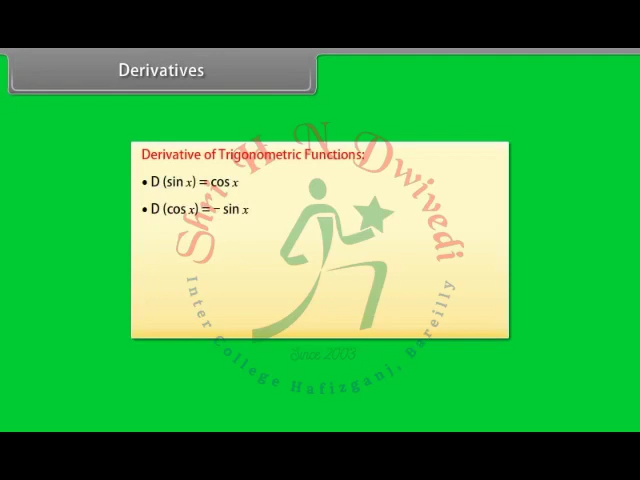 Derivatives
Derivative of Trigonometric Functions:
• D (sin x) = cos x
• D (cos x) = − sin x
Shri H N Dwivedi
Since 2003
Inter College Hafizganj, Bareilly